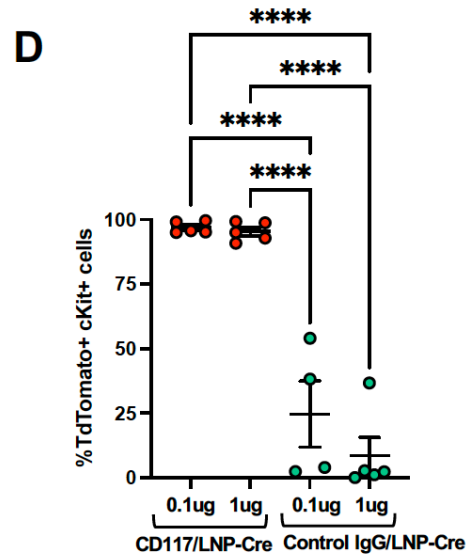 D
****
****
****
****
%TdTomato+ cKit+ cells
100
75
50
25
0
0.1ug 1ug 0.1ug 1ug
CD117/LNP-Cre Control IgG/LNP-Cre